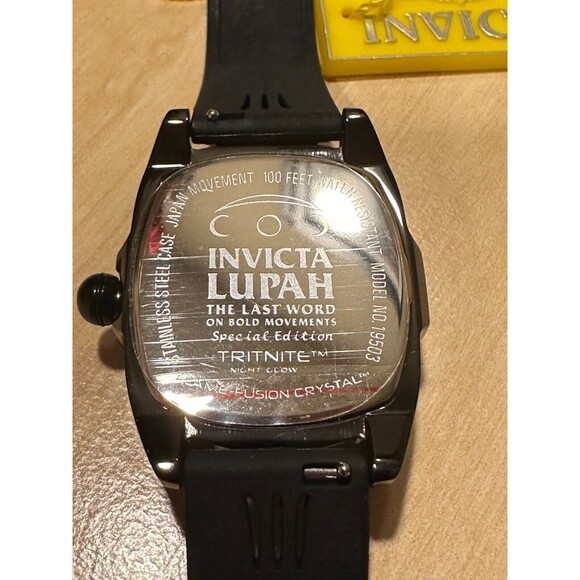 STAINLESS STEEL CASE JAPAN MOVEMENT 100 FEET WATER RESISTANT MODEL NO. 19503
INVICTA
LUPAH
THE LAST WORD
ON BOLD MOVEMENTS
Special Edition
TRITNITE™
NIGHT GLOW
FUSION CRYSTAL™